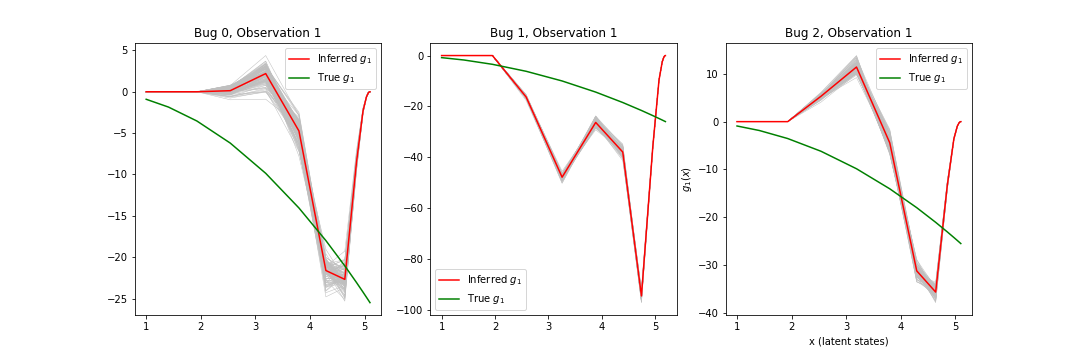 Bug 0, Observation 1
5
0
−5
−10
−15
−20
−25
1 2 3 4 5
Inferred g₁
True g₁
Bug 1, Observation 1
0
−20
−40
−60
−80
−100
1 2 3 4 5
Inferred g₁
True g₁
Bug 2, Observation 1
g₁(x)
10
0
−10
−20
−30
−40
1 2 3 4 5
x (latent states)
Inferred g₁
True g₁